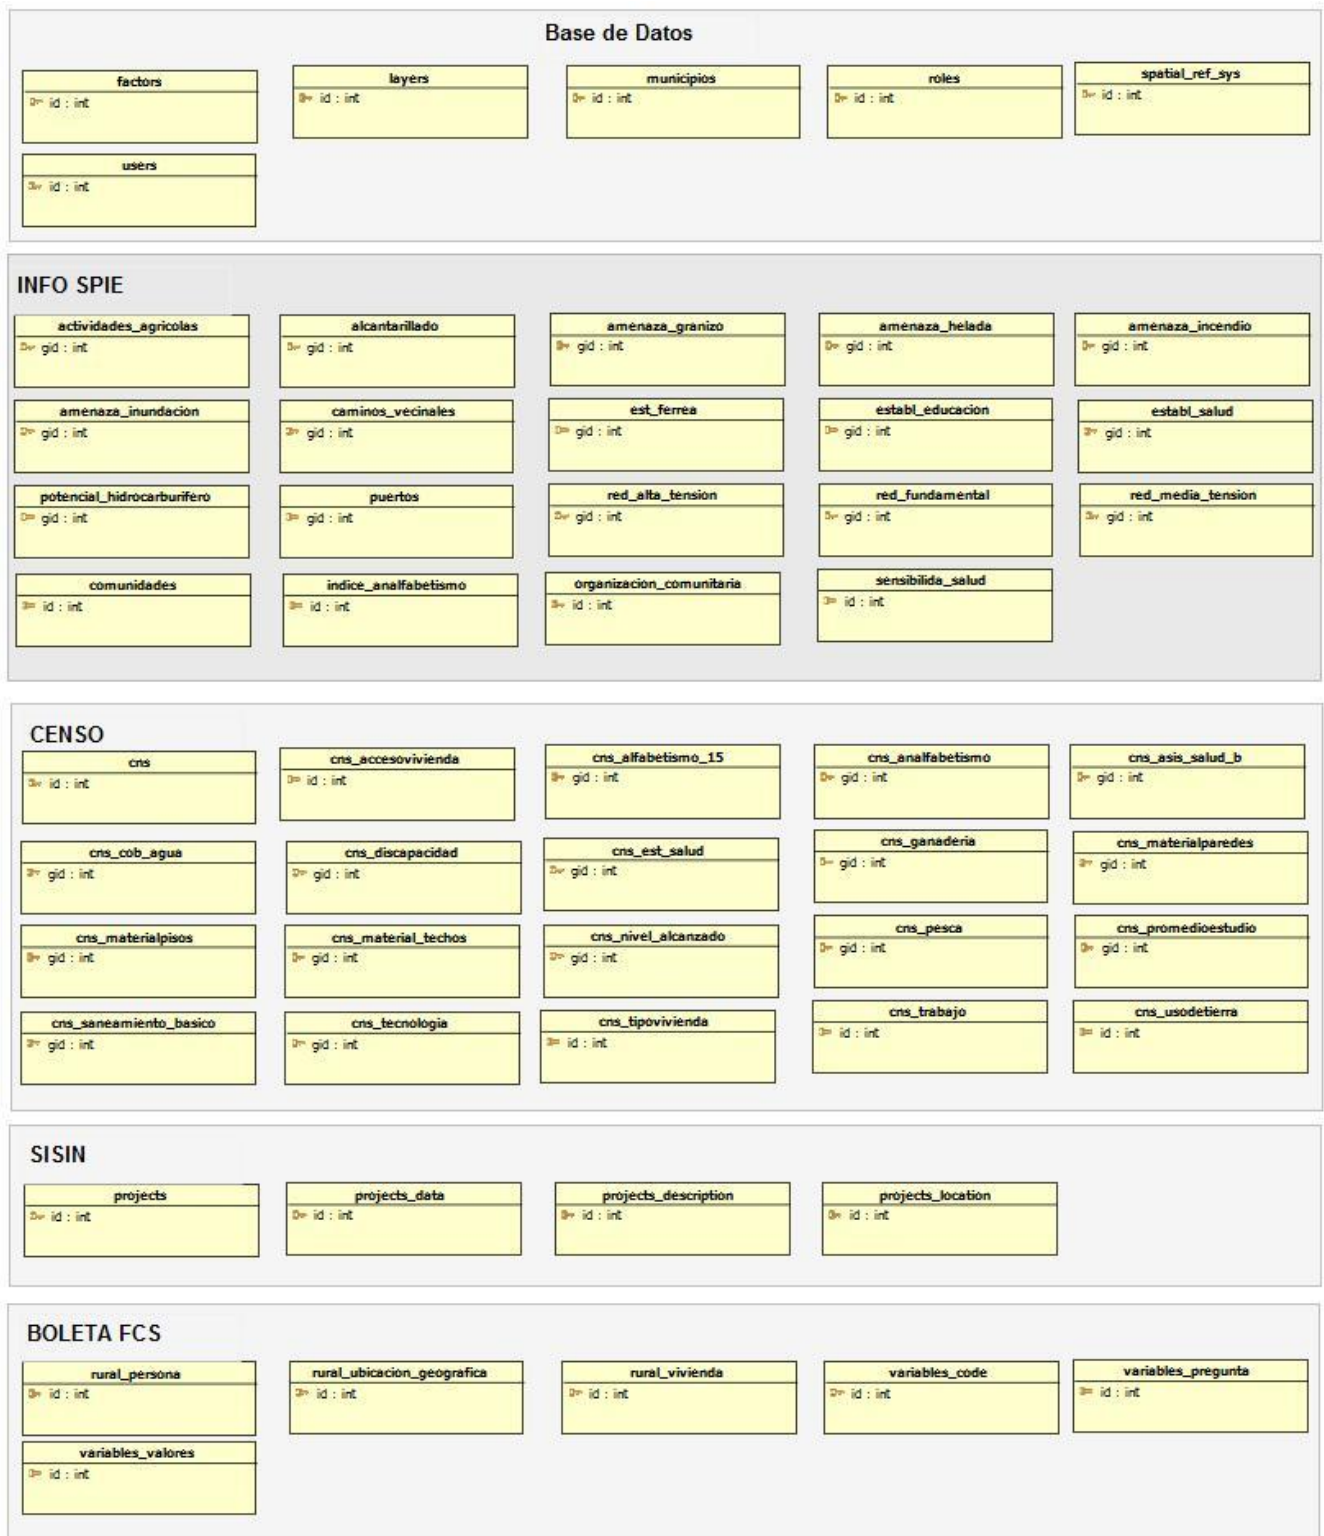 Base de Datos
factors layers municipios roles spatial_ref_sys
id : int id : int id : int id : int id : int
users
id : int
INFO SPIE
actividades_agricolas alcantarillado amenaza_granizo amenaza_helada amenaza_incendio
gid : int gid : int gid : int gid : int gid : int
amenaza_inundacion caminos_vecinales est_ferrea establ_educacion establ_salud
gid : int gid : int gid : int gid : int gid : int
potencial_hidrocarburifero puertos red_alta_tension red_fundamental red_media_tension
gid : int gid : int gid : int gid : int gid : int
comunidades indice_analfabetismo organizacion_comunitaria sensibilida_salud
id : int id : int id : int id : int
CENSO
cns cns_accesovivienda cns_alfabetismo_15 cns_analfabetismo cns_asis_salud_b
id : int id : int gid : int gid : int gid : int
cns_cob_agua cns_discapacidad cns_est_salud cns_ganaderia cns_materialparedes
gid : int gid : int gid : int gid : int gid : int
cns_materialpisos cns_material_techos cns_nivel_alcanzado cns_pesca cns_promedioestudio
gid : int gid : int gid : int gid : int gid : int
cns_saneamiento_basico cns_tecnologia cns_tipovivienda cns_trabajo cns_usodetierra
gid : int gid : int id : int id : int id : int
SISIN
projects projects_data projects_description projects_location
id : int id : int id : int id : int
BOLETA FCS
rural_persona rural_ubicacion_geografica rural_vivienda variables_code variables_pregunta
id : int id : int id : int id : int id : int
variables_valores
id : int